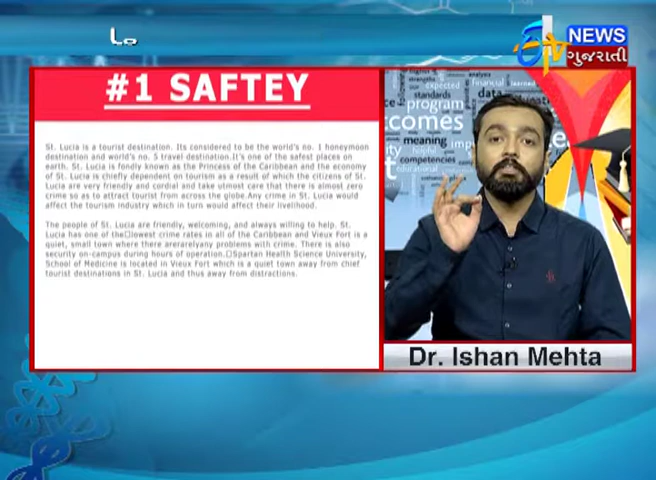 NEWS
ગુજરાતી
#1 SAFTEY
St. Lucia is a tourist destination. Its considered to be the world's no. 1 honeymoon
destination and world's no. 5 travel destination.It's one of the safest places on
earth. St. Lucia is fondly known as the Princess of the Caribbean and the economy
of St. Lucia is chiefly dependent on tourism as a result of which the citizens of St.
Lucia are very friendly and cordial and take utmost care that there is almost zero
crime so as to attract tourist from across the globe.Any crime in St. Lucia would
affect the tourism industry which in turn would affect their livelihood.
The people of St. Lucia are friendly, welcoming, and always willing to help. St.
Lucia has one of the□lowest crime rates in all of the Caribbean and Vieux Fort is a
quiet, small town where there arerarelyany problems with crime. There is also
security on-campus during hours of operation.□Spartan Health Science University,
School of Medicine is located in Vieux Fort which is a quiet town away from chief
tourist destinations in St. Lucia and thus away from distractions.
expected
standards
program
data
learned
comes
meaning
competencies
helpful
educational
Dr. Ishan Mehta